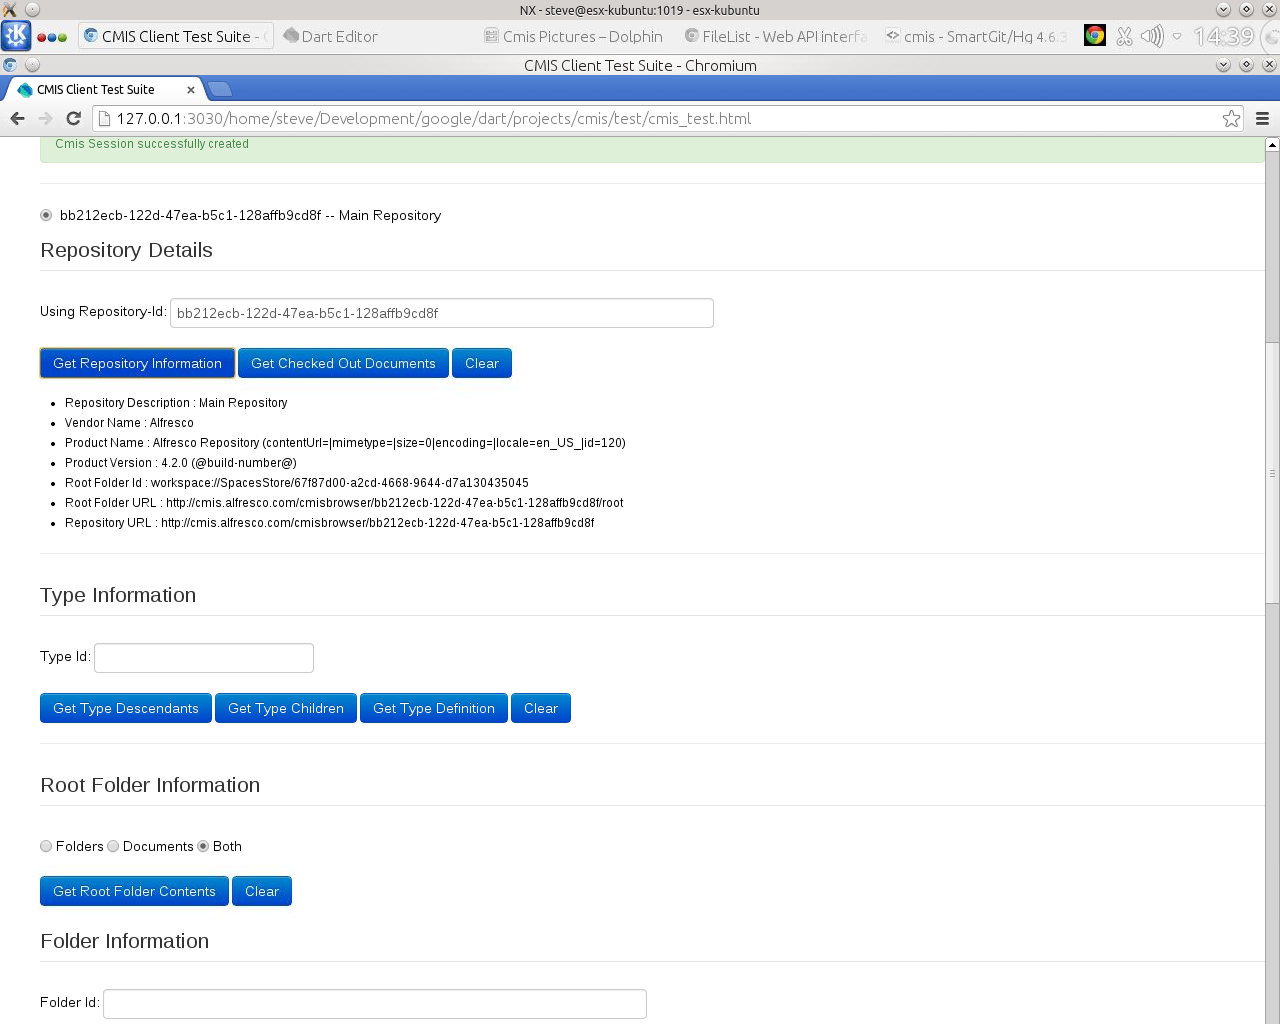 NX - steve@esx-kubuntu:1019 - esx-kubuntu
CMIS Client Test Suite - 
Dart Editor
Cmis Pictures – Dolphin
FileList - Web API interfa
cmis - SmartGit/Hg 4.6.3
14:39
CMIS Client Test Suite - Chromium
CMIS Client Test Suite
127.0.0.1:3030/home/steve/Development/google/dart/projects/cmis/test/cmis_test.html
Cmis Session successfully created
bb212ecb-122d-47ea-b5c1-128affb9cd8f -- Main Repository
Repository Details
Using Repository-Id: bb212ecb-122d-47ea-b5c1-128affb9cd8f
Get Repository Information Get Checked Out Documents Clear
Repository Description : Main Repository
Vendor Name : Alfresco
Product Name : Alfresco Repository (contentUrl=|mimetype=|size=0|encoding=|locale=en_US_|id=120)
Product Version : 4.2.0 (@build-number@)
Root Folder Id : workspace://SpacesStore/67f87d00-a2cd-4668-9644-d7a130435045
Root Folder URL : http://cmis.alfresco.com/cmisbrowser/bb212ecb-122d-47ea-b5c1-128affb9cd8f/root
Repository URL : http://cmis.alfresco.com/cmisbrowser/bb212ecb-122d-47ea-b5c1-128affb9cd8f
Type Information
Type Id:
Get Type Descendants Get Type Children Get Type Definition Clear
Root Folder Information
Folders Documents Both
Get Root Folder Contents Clear
Folder Information
Folder Id: